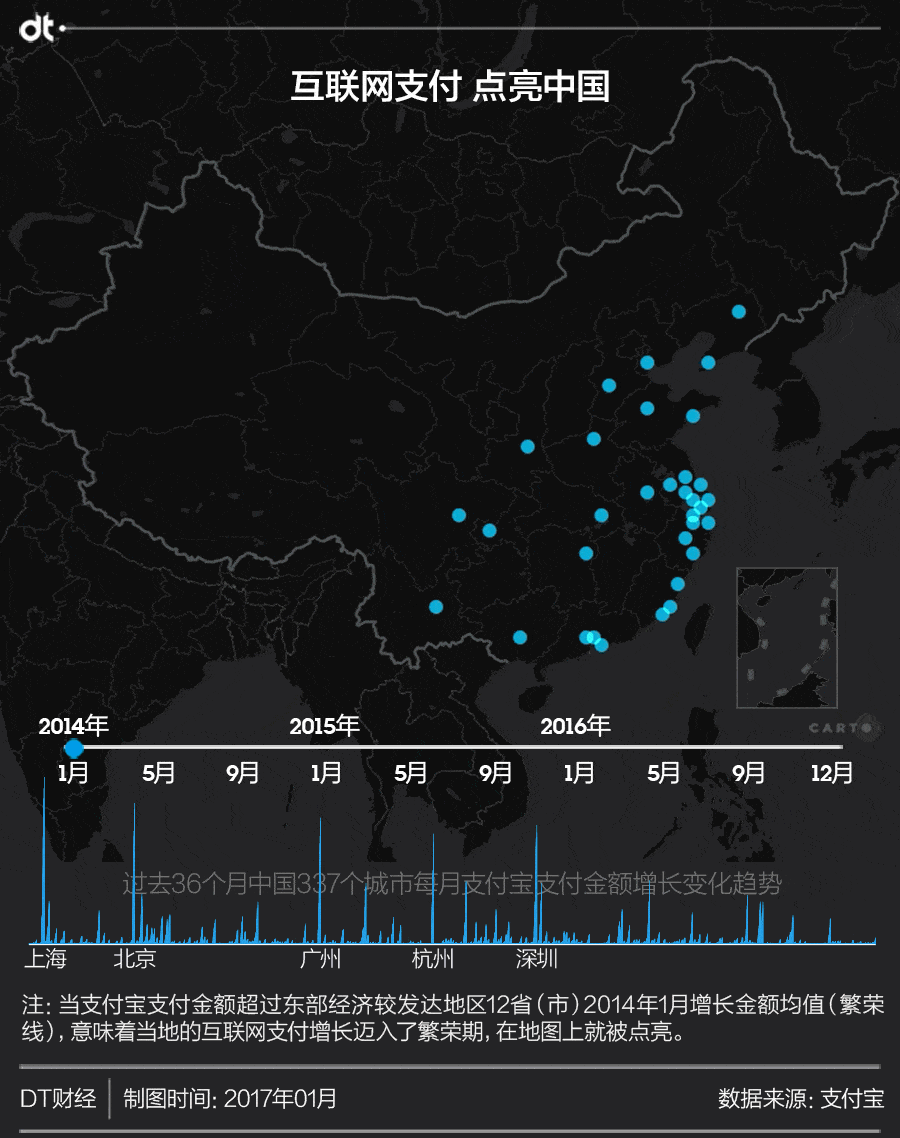 dt
互联网支付 点亮中国
CARTO
2014年 2015年 2016年
1月 5月 9月 1月 5月 9月 1月 5月 9月 12月
过去36个月中国337个城市每月支付宝支付金额增长变化趋势
上海 北京 广州 杭州 深圳
注: 当支付宝支付金额超过东部经济较发达地区12省(市)2014年1月增长金额均值(繁荣
线), 意味着当地的互联网支付增长迈入了繁荣期, 在地图上就被点亮。
DT财经 制图时间: 2017年01月 数据来源: 支付宝